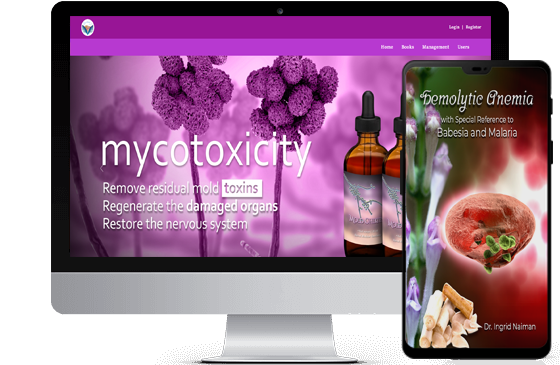 Login | Register
Home Books Management Users
mycotoxicity
Remove residual mold toxins
Regenerate the damaged organs
Restore the nervous system
Hemolytic Anemia
with Special Reference to
Babesia and Malaria
Dr. Ingrid Naiman